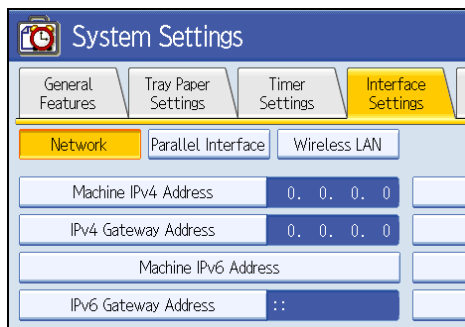 System Settings
General Features
Tray Paper Settings
Timer Settings
Interface Settings
Network
Parallel Interface
Wireless LAN
Machine IPv4 Address 0. 0. 0. 0
IPv4 Gateway Address 0. 0. 0. 0
Machine IPv6 Address
IPv6 Gateway Address ::